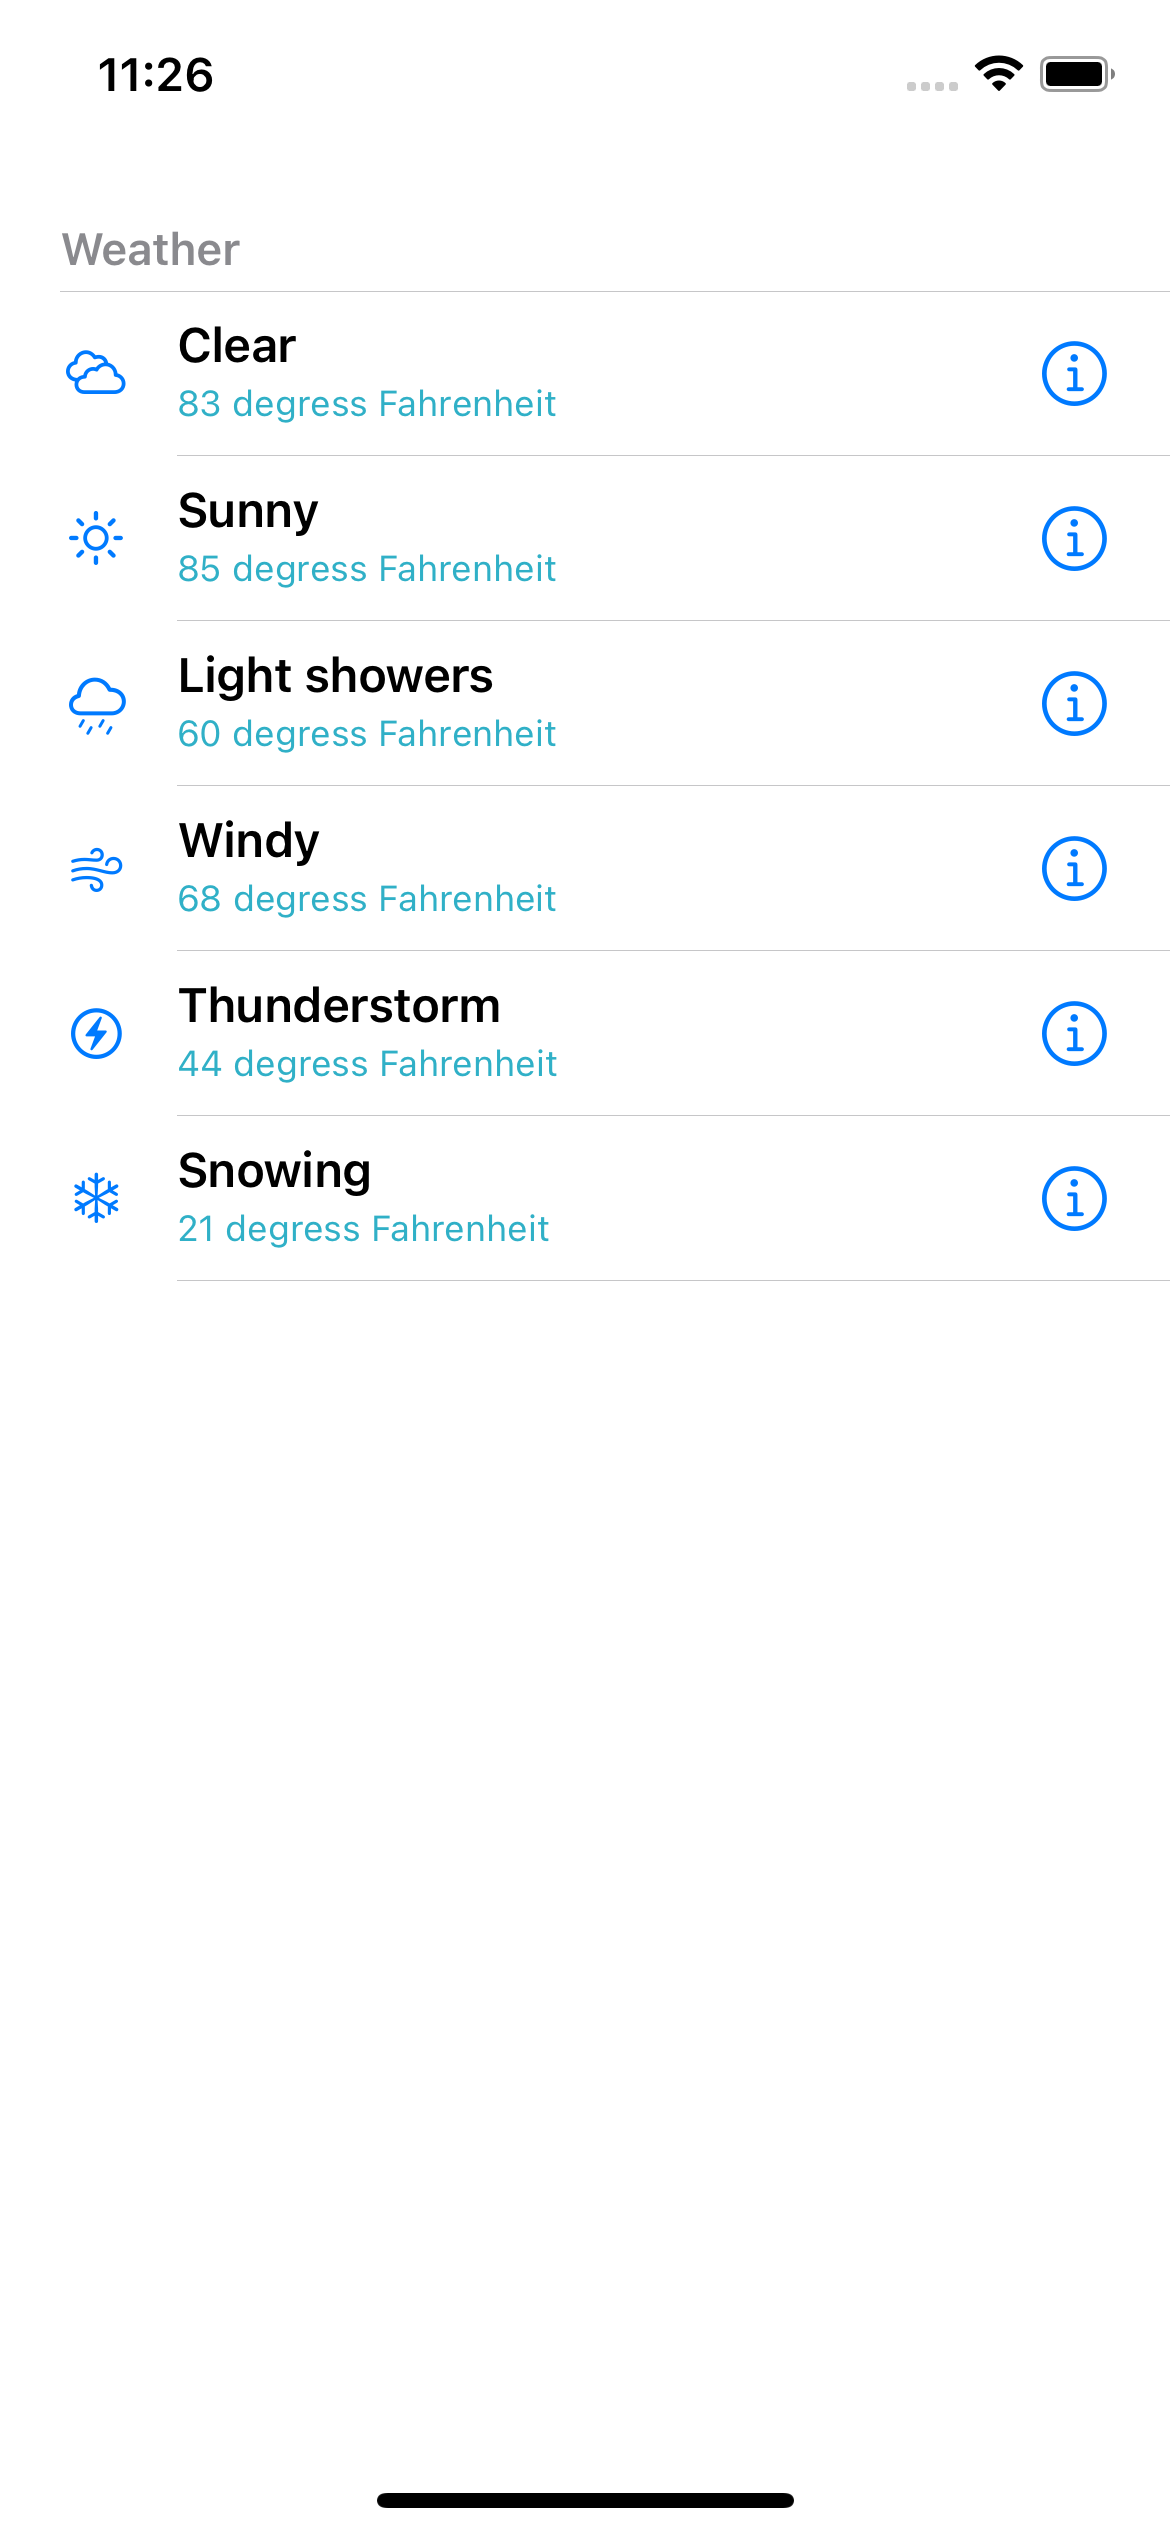 11:26
Weather
Clear
83 degress Fahrenheit
Sunny
85 degress Fahrenheit
Light showers
60 degress Fahrenheit
Windy
68 degress Fahrenheit
Thunderstorm
44 degress Fahrenheit
Snowing
21 degress Fahrenheit